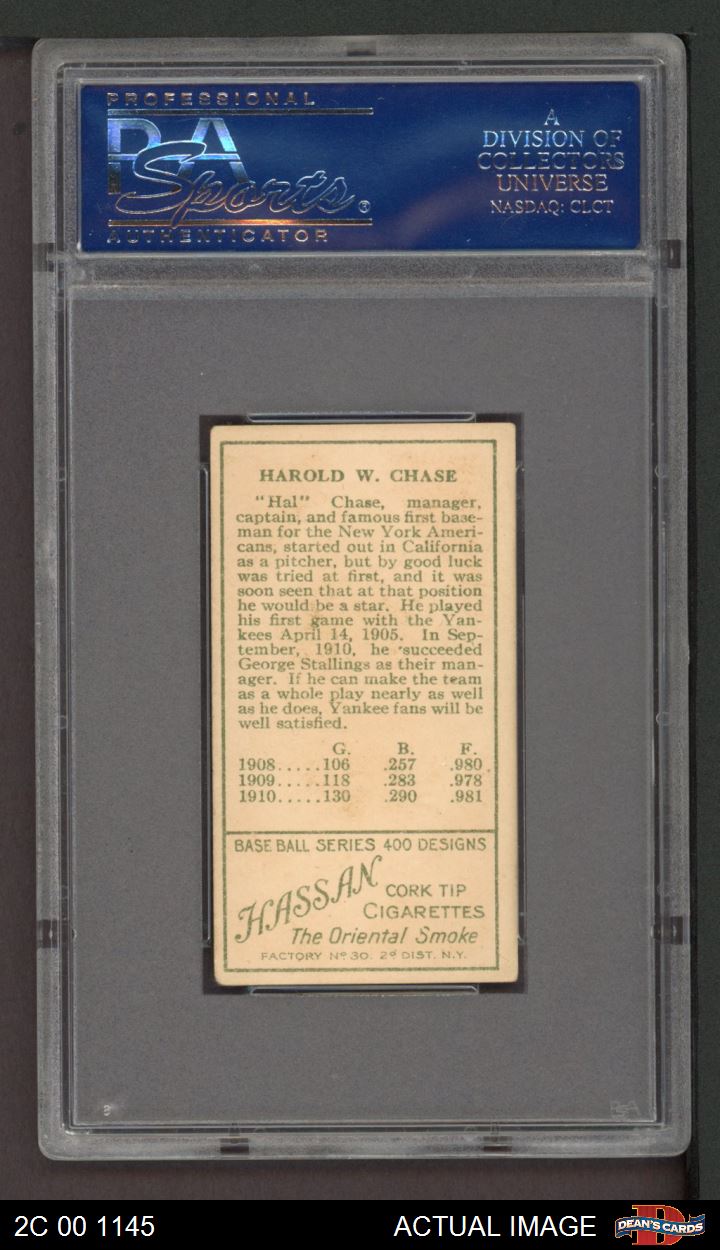 PROFESSIONAL
PSA
Sports®
AUTHENTICATOR
A
DIVISION OF
COLLECTORS
UNIVERSE
NASDAQ: CLCT
HAROLD W. CHASE
"Hal" Chase, manager,
captain, and famous first base-
man for the New York Ameri-
cans, started out in California
as a pitcher, but by good luck
was tried at first, and it was
soon seen that at that position
he would be a star. He played
his first game with the Yan-
kees April 14, 1905. In Sep-
tember, 1910, he succeeded
George Stallings as their man-
ager. If he can make the team
as a whole play nearly as well
as he does, Yankee fans will be
well satisfied.
G. B. F.
1908.....106 .257 .980
1909.....118 .283 .978
1910.....130 .290 .981
BASE BALL SERIES 400 DESIGNS
HASSAN
CORK TIP
CIGARETTES
The Oriental Smoke
FACTORY Nº 30. 2d DIST. N.Y.
PSA
2C 00 1145
ACTUAL IMAGE
DEAN'S CARDS